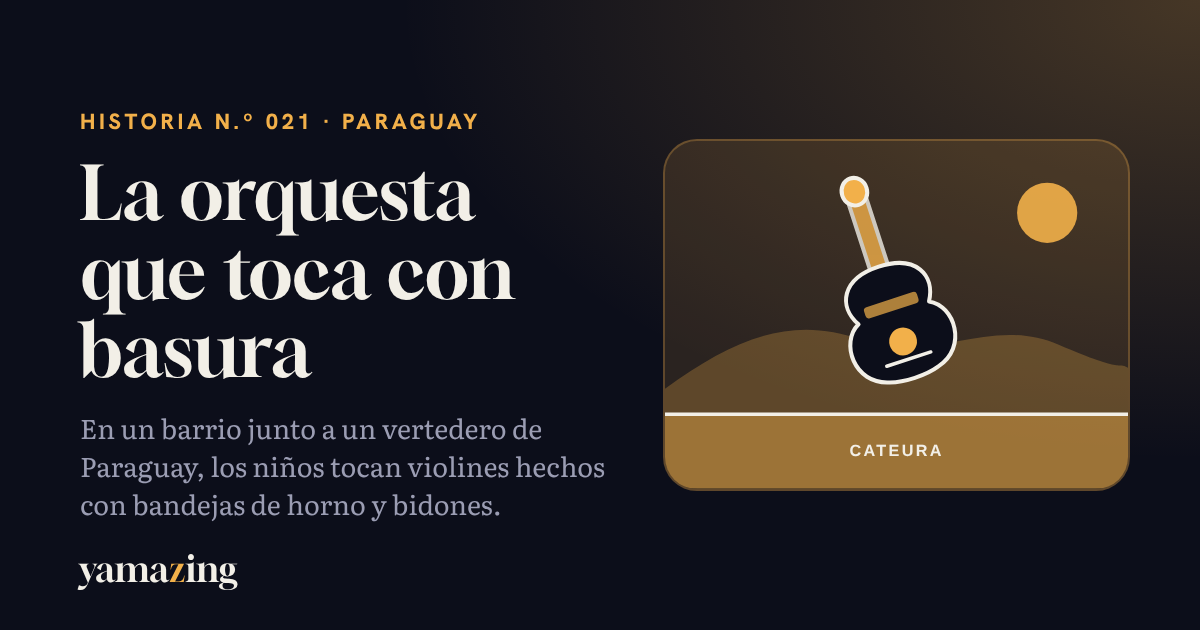 HISTORIA N.º 021 · PARAGUAY
La orquesta
que toca con
basura
En un barrio junto a un vertedero de
Paraguay, los niños tocan violines hechos
con bandejas de horno y bidones.
yamazing
CATEURA